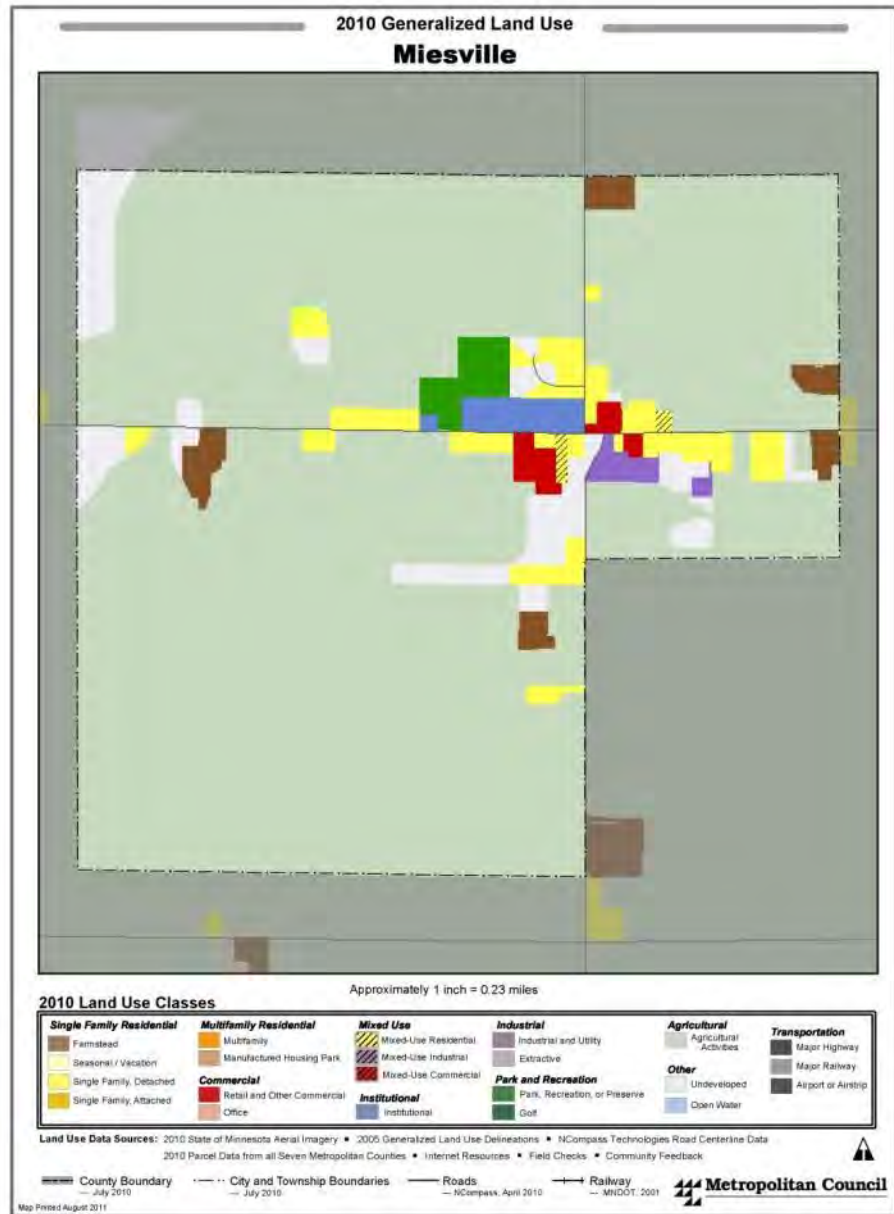 2010 Generalized Land Use
Miesville
Approximately 1 inch = 0.23 miles
2010 Land Use Classes
Single Family Residential
Farmstead
Seasonal / Vacation
Single Family, Detached
Single Family, Attached
Multifamily Residential
Multifamily
Manufactured Housing Park
Commercial
Retail and Other Commercial
Office
Mixed Use
Mixed-Use Residential
Mixed-Use Industrial
Mixed-Use Commercial
Institutional
Institutional
Industrial
Industrial and Utility
Extractive
Park and Recreation
Park, Recreation, or Preserve
Golf
Agricultural
Agricultural
Activities
Other
Undeveloped
Open Water
Transportation
Major Highway
Major Railway
Airport or Airstrip
Land Use Data Sources: 2010 State of Minnesota Aerial Imagery ■ 2005 Generalized Land Use Delineations ■ NCompass Technologies Road Centerline Data
2010 Parcel Data from all Seven Metropolitan Counties ■ Internet Resources ■ Field Checks ■ Community Feedback
County Boundary
— July 2010
City and Township Boundaries
— July 2010
Roads
— NCompass, April 2010
Railway
— MNDOT, 2001
Metropolitan Council
Map Printed August 2011